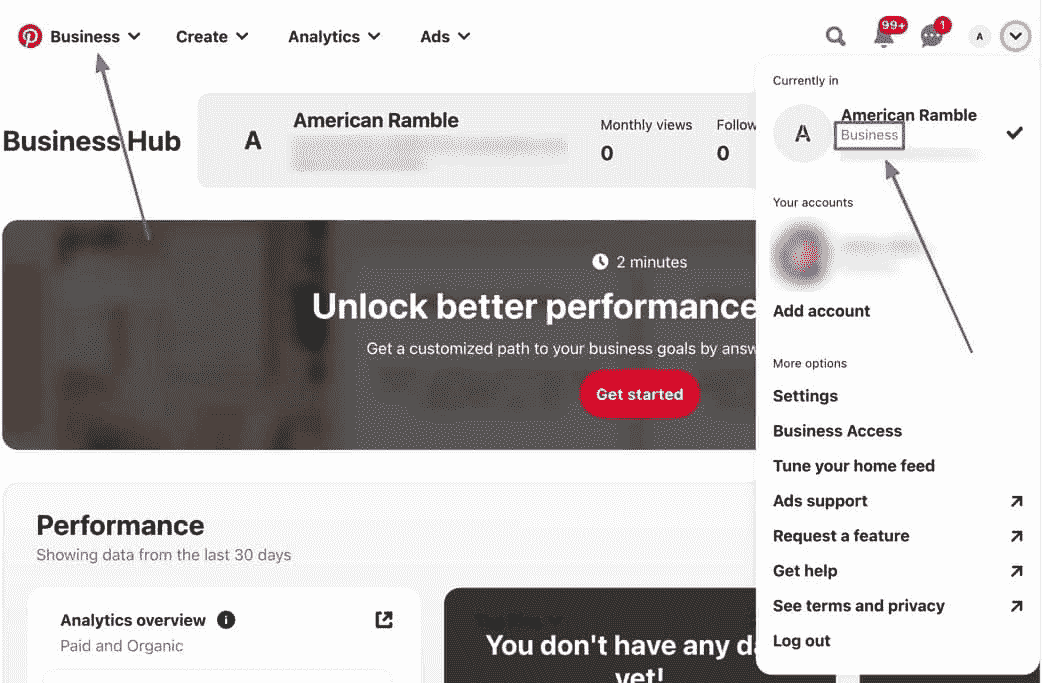 Business
Create
Analytics
Ads
99+
1
A
Business Hub
A
American Ramble
Monthly views
0
Follow
0
2 minutes
Unlock better performance
Get a customized path to your business goals by answ
Get started
Performance
Showing data from the last 30 days
Analytics overview
Paid and Organic
You don't have any da
yet!
Currently in
A
American Ramble
Business
Your accounts
Add account
More options
Settings
Business Access
Tune your home feed
Ads support
Request a feature
Get help
See terms and privacy
Log out